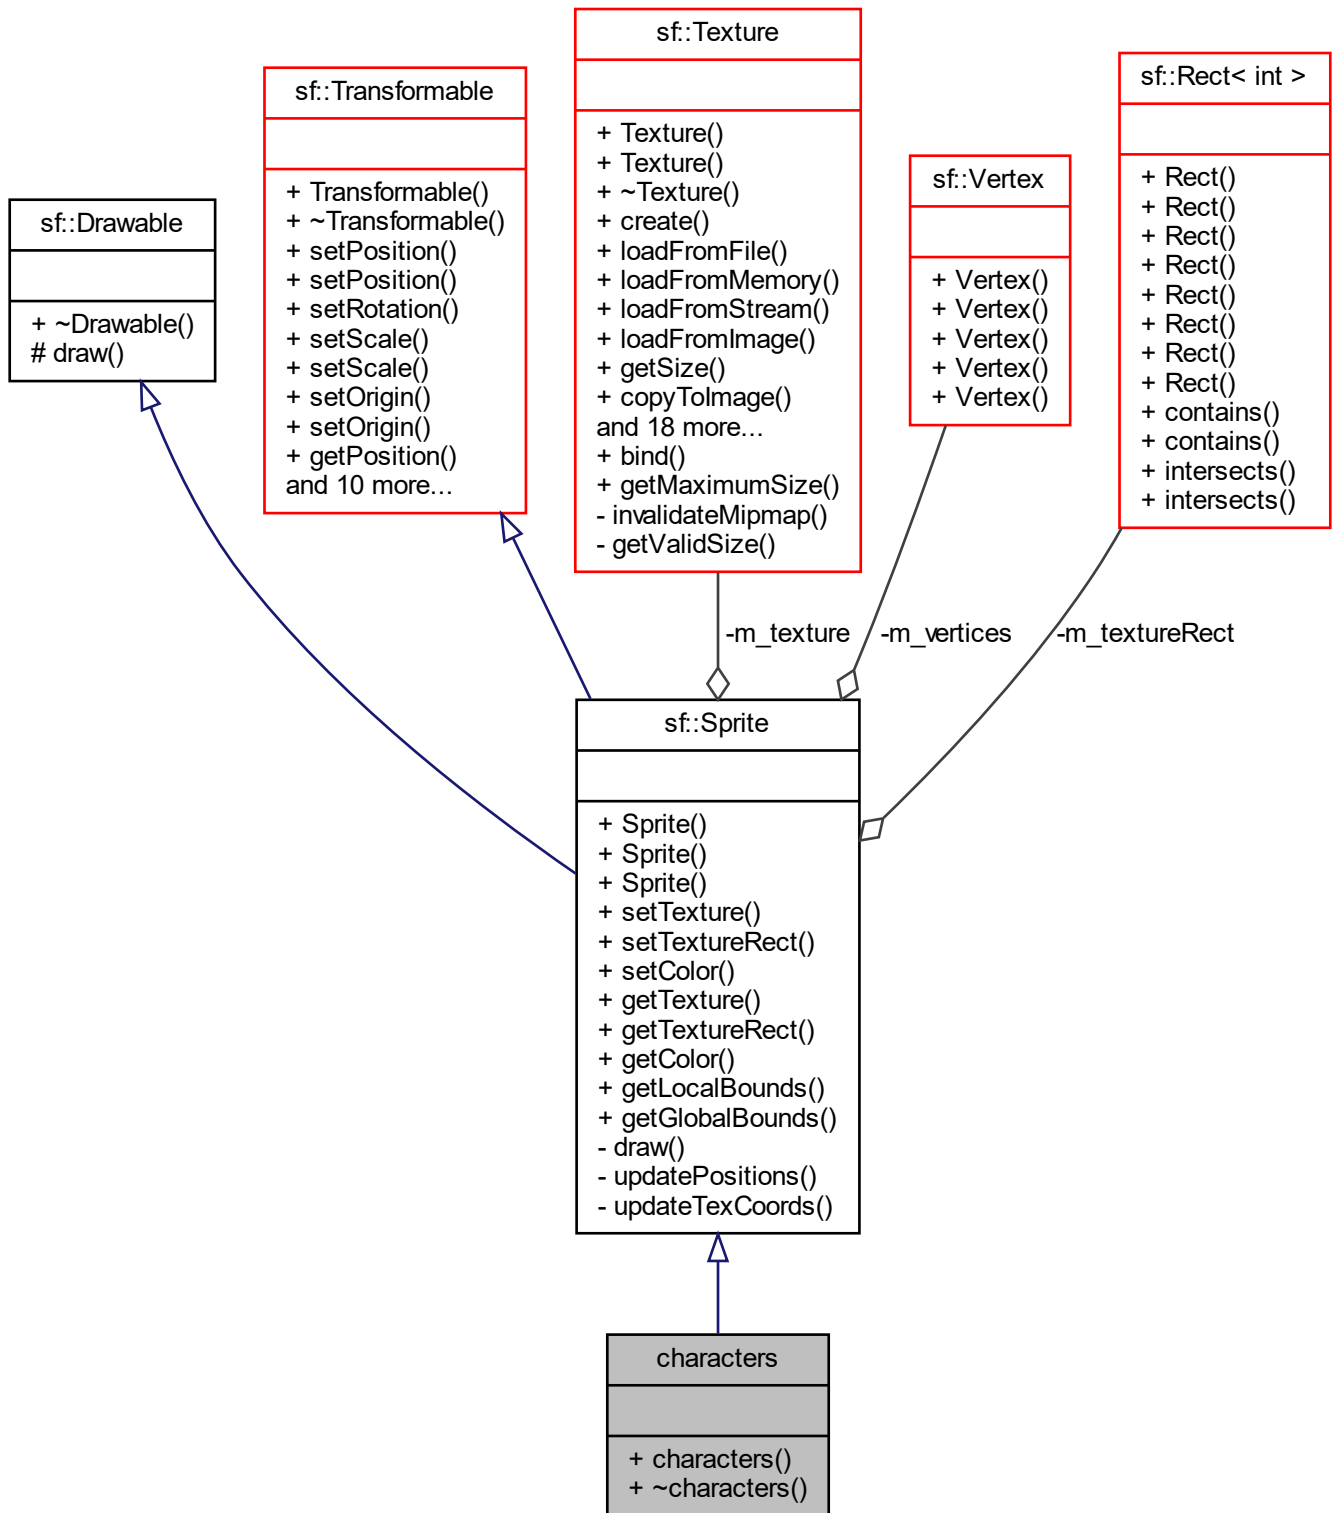 sf::Drawable
+ ~Drawable()
# draw()
sf::Transformable
+ Transformable()
+ ~Transformable()
+ setPosition()
+ setPosition()
+ setRotation()
+ setScale()
+ setScale()
+ setOrigin()
+ setOrigin()
+ getPosition()
and 10 more...
sf::Texture
+ Texture()
+ Texture()
+ ~Texture()
+ create()
+ loadFromFile()
+ loadFromMemory()
+ loadFromStream()
+ loadFromImage()
+ getSize()
+ copyToImage()
and 18 more...
+ bind()
+ getMaximumSize()
- invalidateMipmap()
- getValidSize()
sf::Vertex
+ Vertex()
+ Vertex()
+ Vertex()
+ Vertex()
+ Vertex()
sf::Rect< int >
+ Rect()
+ Rect()
+ Rect()
+ Rect()
+ Rect()
+ Rect()
+ Rect()
+ Rect()
+ contains()
+ contains()
+ intersects()
+ intersects()
-m_texture
-m_vertices
-m_textureRect
sf::Sprite
+ Sprite()
+ Sprite()
+ Sprite()
+ setTexture()
+ setTextureRect()
+ setColor()
+ getTexture()
+ getTextureRect()
+ getColor()
+ getLocalBounds()
+ getGlobalBounds()
- draw()
- updatePositions()
- updateTexCoords()
characters
+ characters()
+ ~characters()